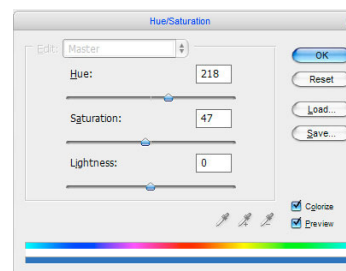 Hue/Saturation
Edit: Master
OK
Hue: 218
Reset
Saturation: 47
Load...
Save...
Lightness: 0
Colorize
Preview